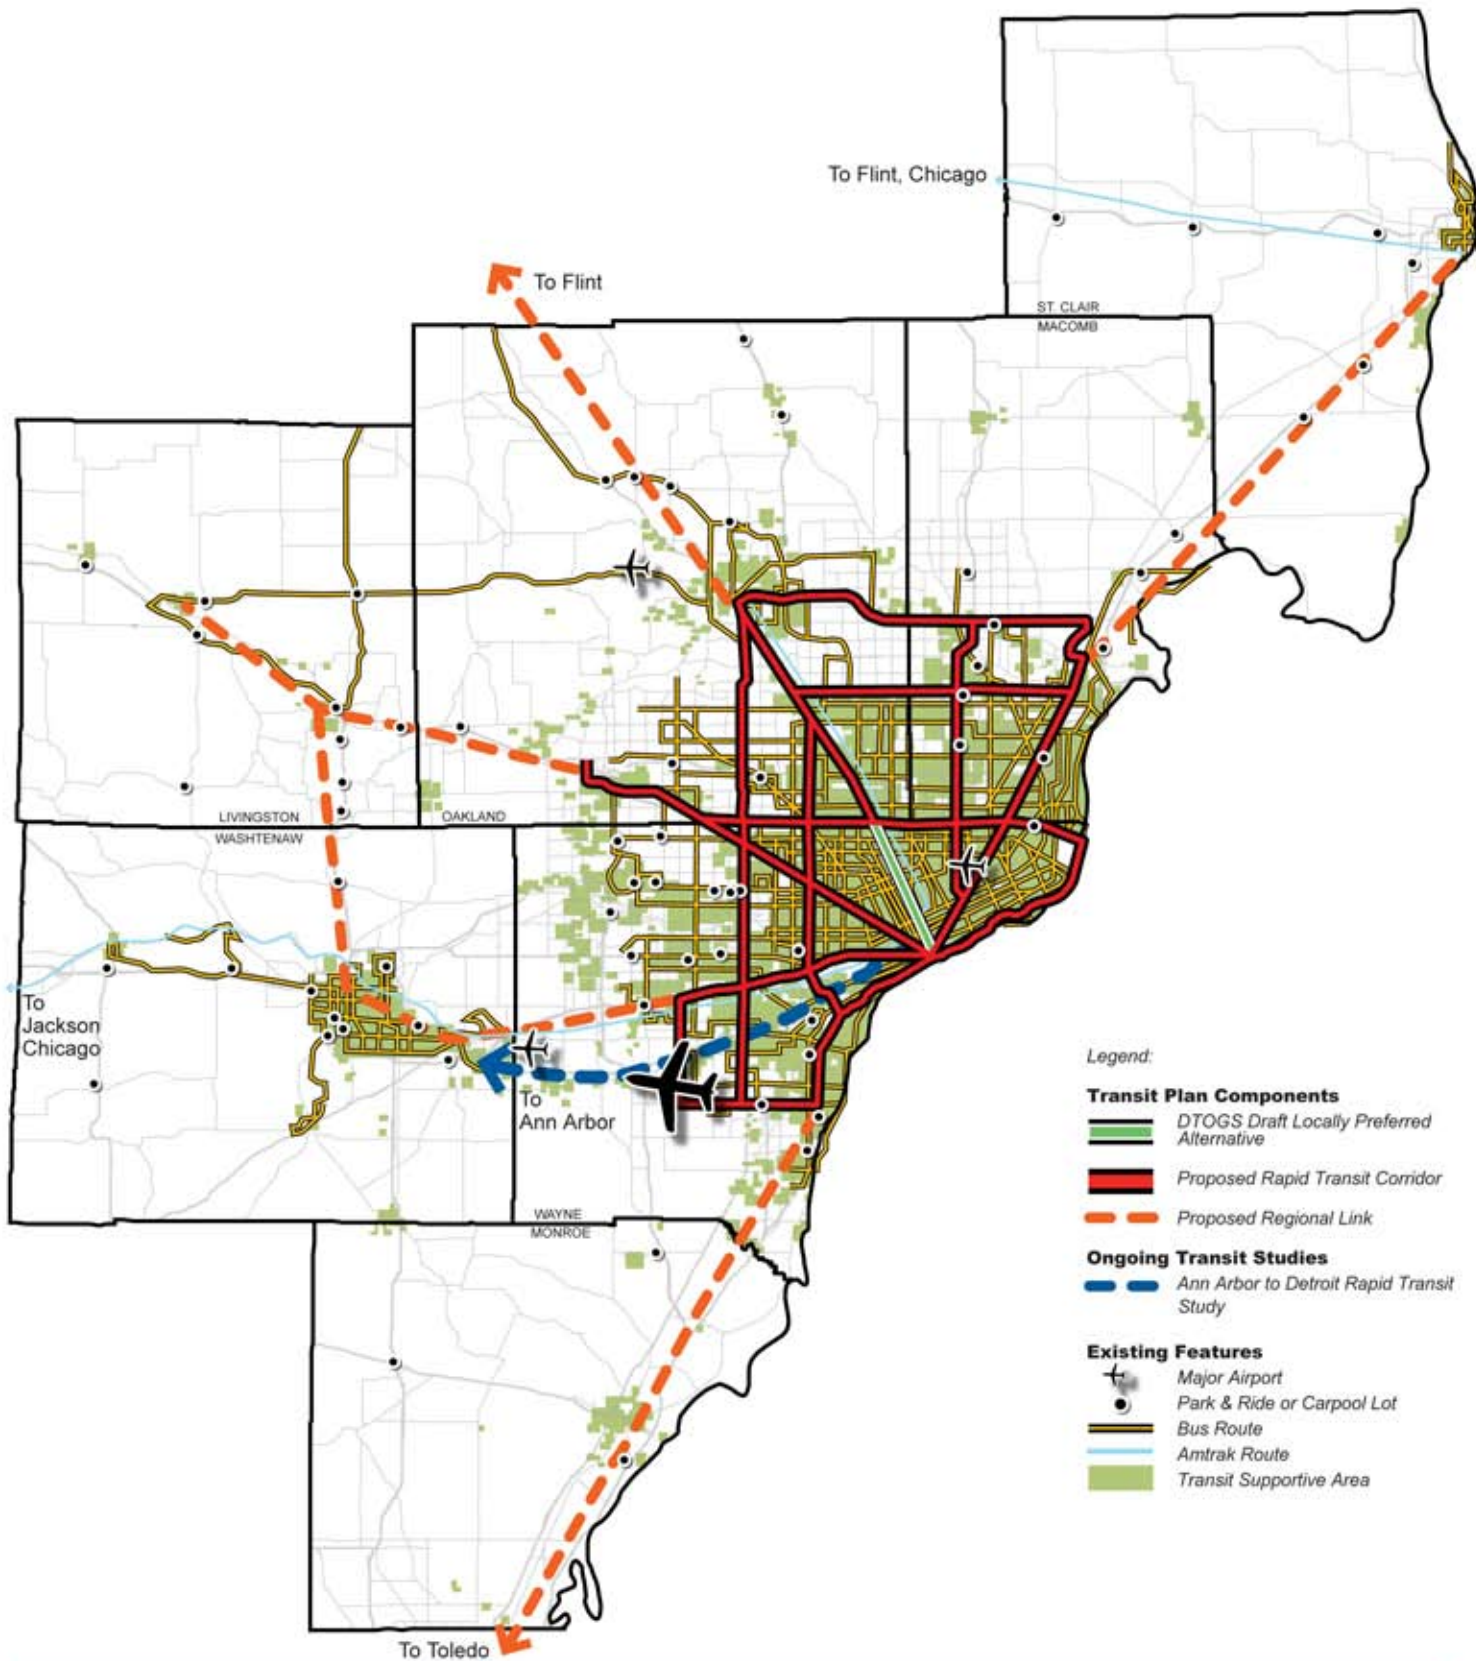 To Flint, Chicago
To Flint
ST. CLAIR
MACOMB
LIVINGSTON
OAKLAND
WASHTENAW
To
Jackson
Chicago
To
Ann Arbor
WAYNE
MONROE
To Toledo
Legend:
Transit Plan Components
DTOGS Draft Locally Preferred
Alternative
Proposed Rapid Transit Corridor
Proposed Regional Link
Ongoing Transit Studies
Ann Arbor to Detroit Rapid Transit
Study
Existing Features
Major Airport
Park & Ride or Carpool Lot
Bus Route
Amtrak Route
Transit Supportive Area